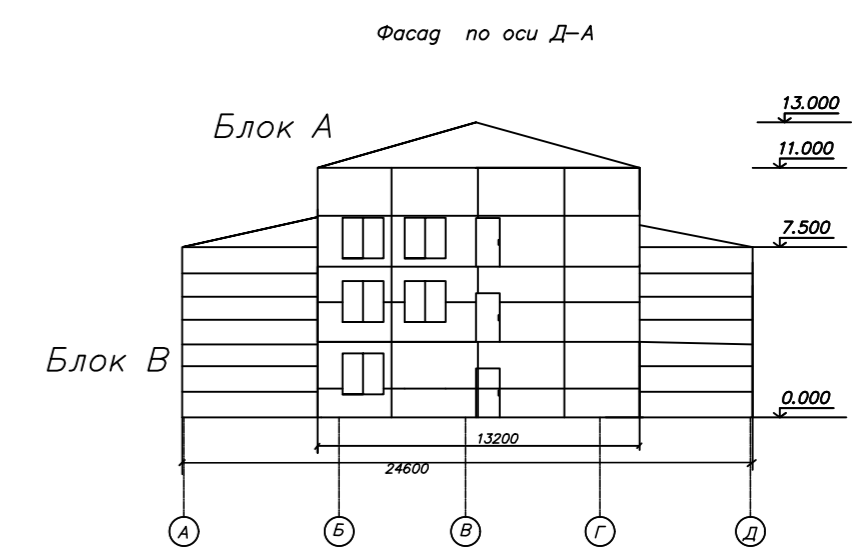 Фасад по оси Д-А
13.000
Блок А
11.000
7.500
Блок В
0.000
13200
24600
А Б В Г Д